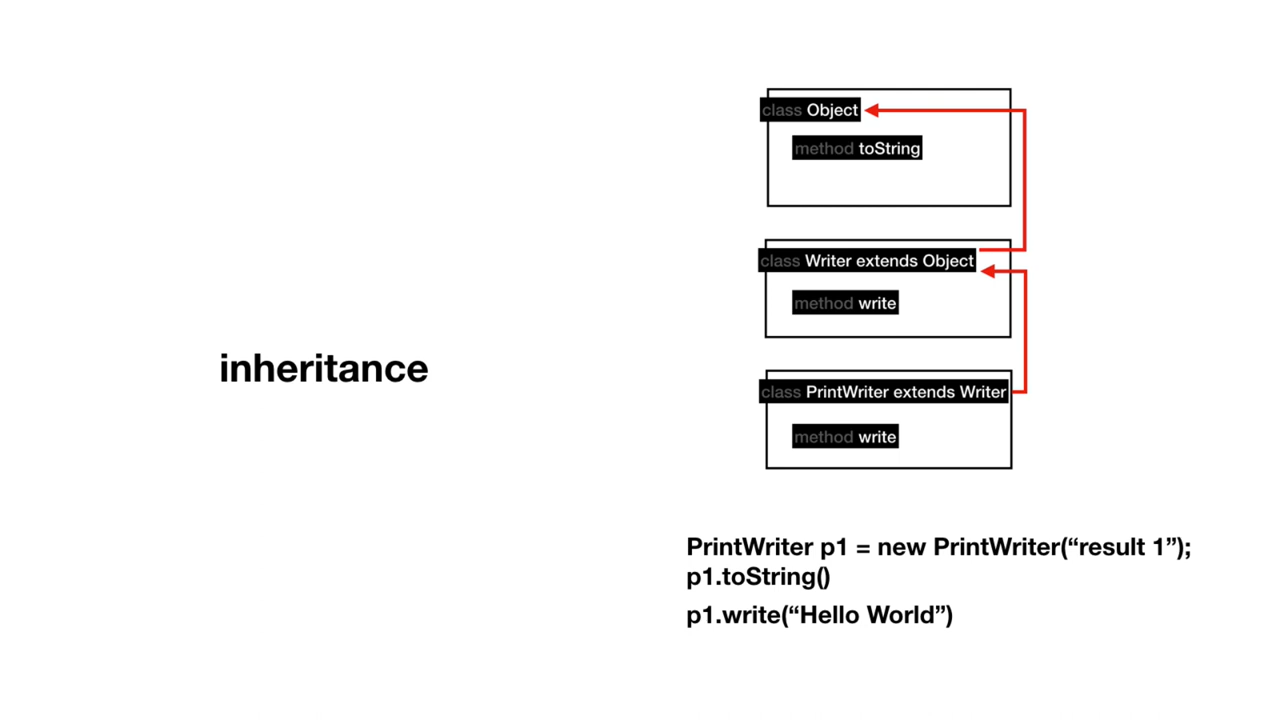 inheritance
class Object
method toString
class Writer extends Object
method write
class PrintWriter extends Writer
method write
PrintWriter p1 = new PrintWriter(“result 1”);
p1.toString()
p1.write(“Hello World”)